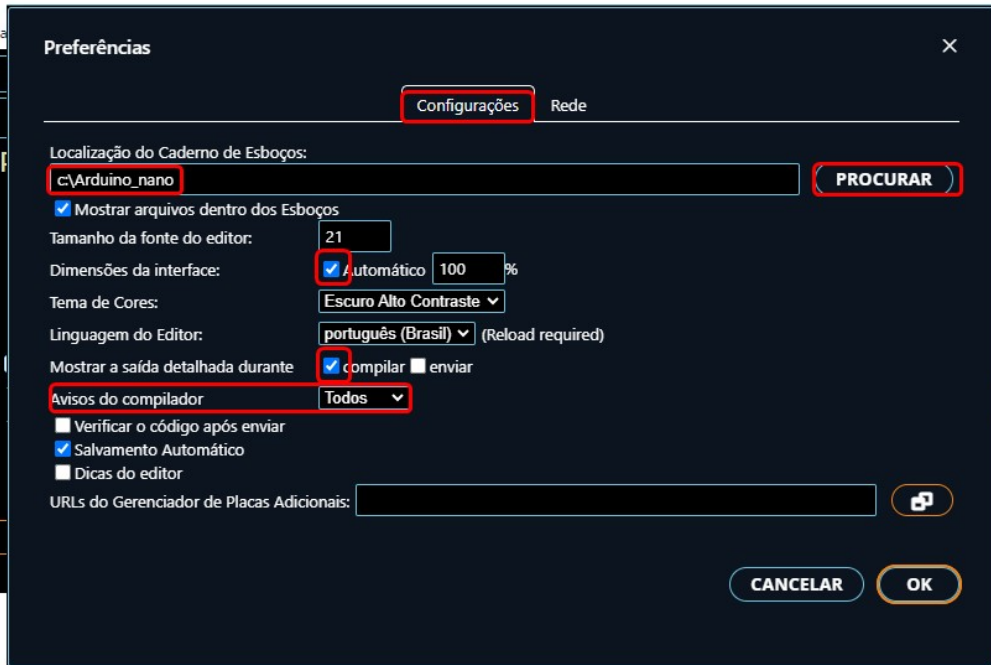 Preferências
Configurações Rede
Localização do Caderno de Esboços:
c:\Arduino_nano PROCURAR
Mostrar arquivos dentro dos Esboços
Tamanho da fonte do editor: 21
Dimensões da interface: Automático 100 %
Tema de Cores: Escuro Alto Contraste
Linguagem do Editor: português (Brasil) (Reload required)
Mostrar a saída detalhada durante compilar enviar
Avisos do compilador Todos
Verificar o código após enviar
Salvamento Automático
Dicas do editor
URLs do Gerenciador de Placas Adicionais:
CANCELAR OK